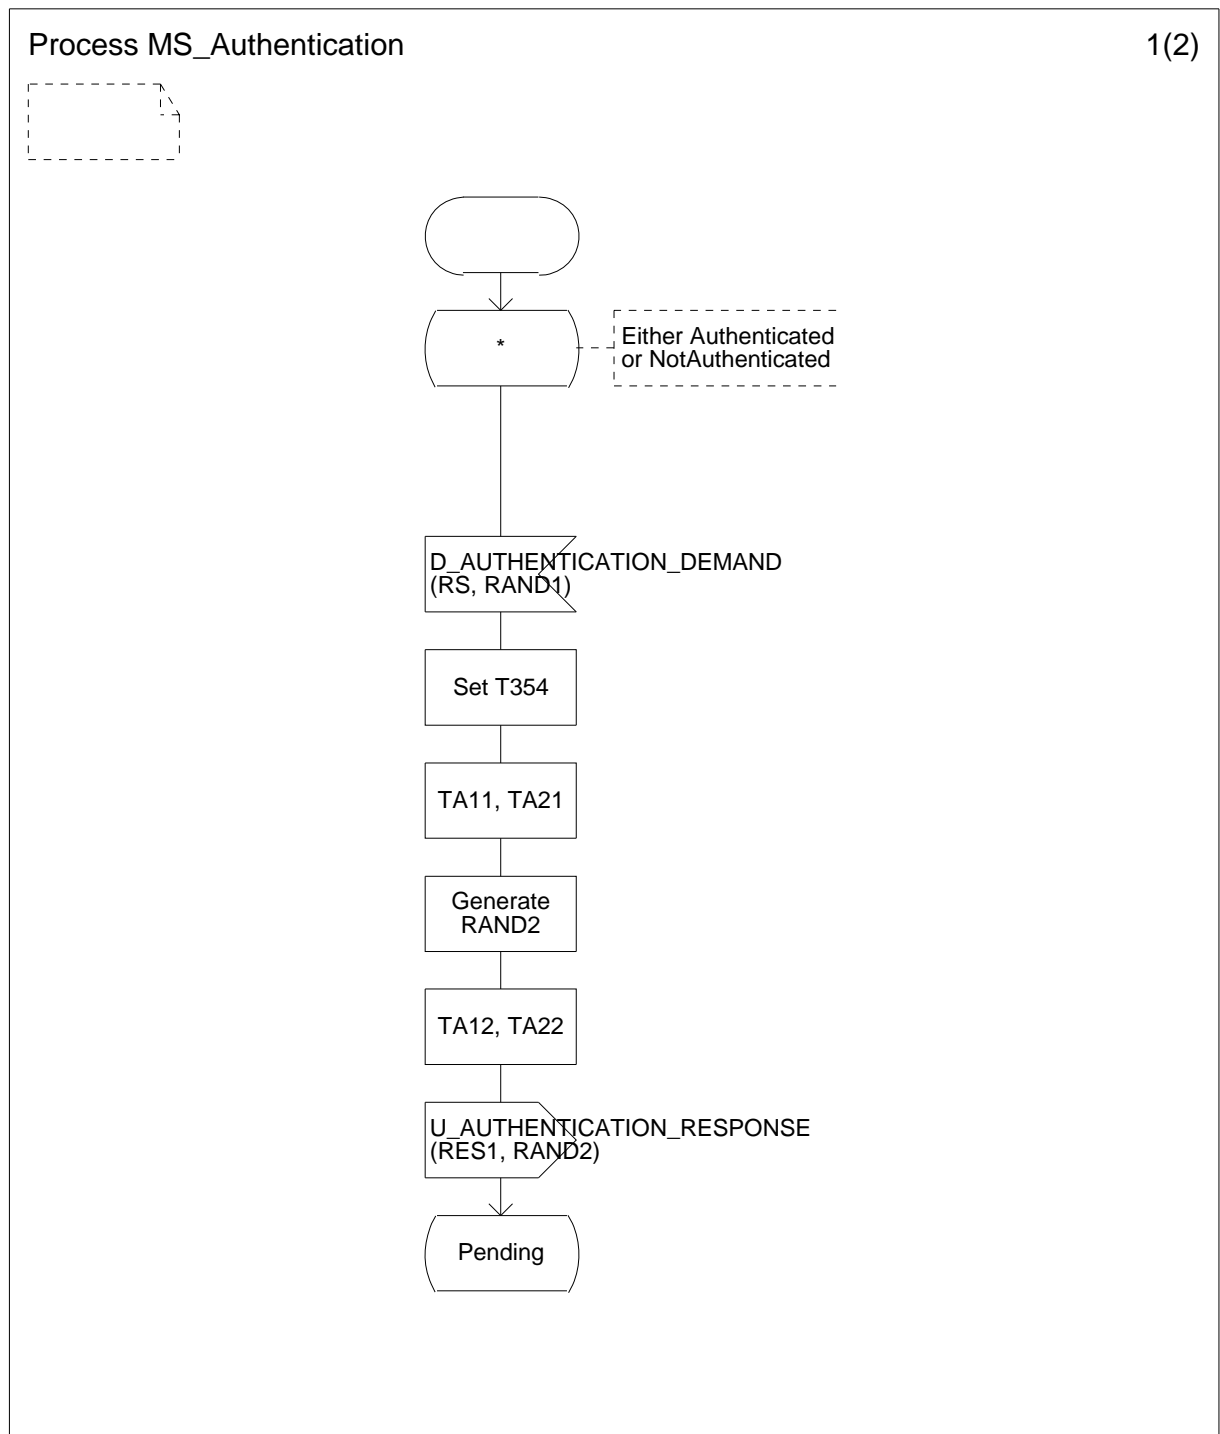 Process MS_Authentication
1(2)
*
Either Authenticated
or NotAuthenticated
D_AUTHENTICATION_DEMAND
(RS, RAND1)
Set T354
TA11, TA21
Generate
RAND2
TA12, TA22
U_AUTHENTICATION_RESPONSE
(RES1, RAND2)
Pending